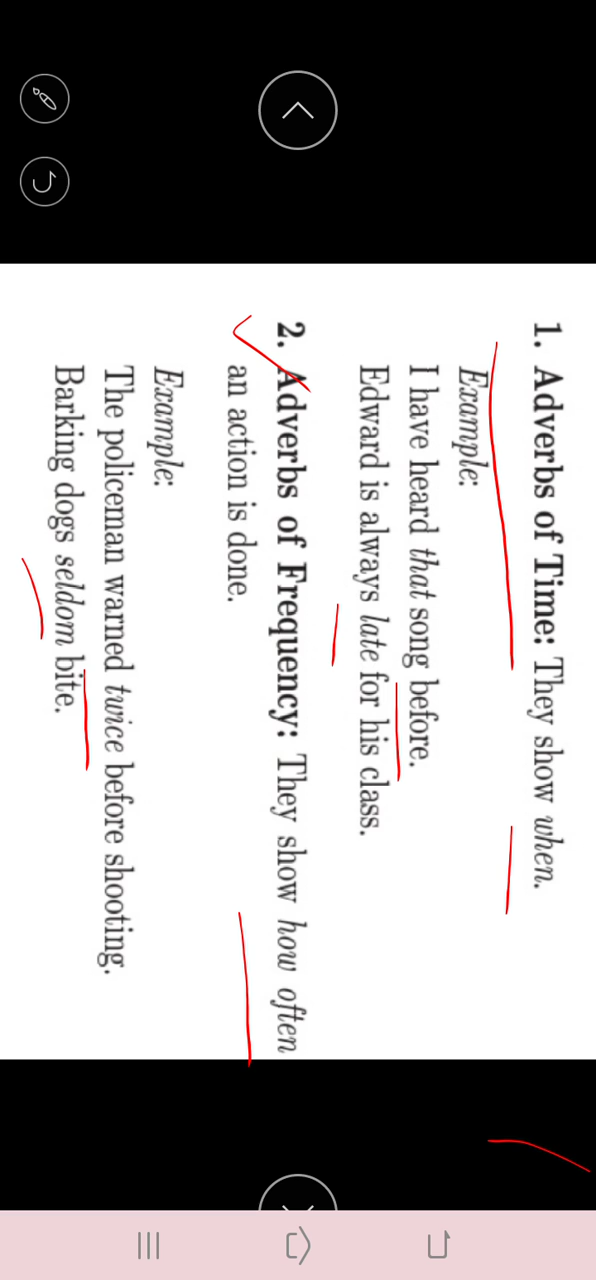 1. Adverbs of Time: They show when.
Example:
I have heard that song before.
Edward is always late for his class.
2. Adverbs of Frequency: They show how often
an action is done.
Example:
The policeman warned twice before shooting.
Barking dogs seldom bite.